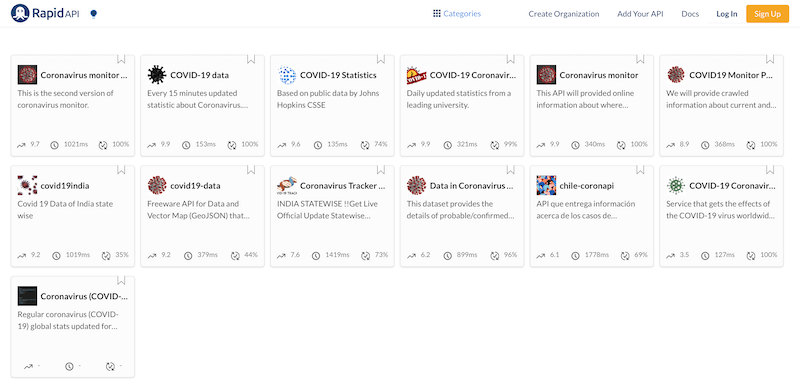 Rapid API Categories Create Organization Add Your API Docs Log In Sign Up
Coronavirus monitor ...
This is the second version of
coronavirus monitor.
9.7 1021ms 100%
COVID-19 data
Every 15 minutes updated
statistic about Coronavirus....
9.9 153ms 100%
COVID-19 Statistics
Based on public data by Johns
Hopkins CSSE
9.6 135ms 74%
COVID-19 Coronavir...
Daily updated statistics from a
leading university.
9.9 321ms 99%
Coronavirus monitor
This API will provided online
information about where...
9.9 340ms 100%
COVID19 Monitor P...
We will provide crawled
information about current and...
8.9 368ms 100%
covid19india
Covid 19 Data of India state
wise
9.2 1019ms 35%
covid19-data
Freeware API for Data and
Vector Map (GeoJSON) that...
9.2 379ms 44%
Coronavirus Tracker ...
INDIA STATEWISE !!Get Live
Official Update Statewise...
7.6 1419ms 73%
Data in Coronavirus ...
This dataset provides the
details of probable/confirmed...
6.2 899ms 96%
chile-coronapi
API que entrega información
acerca de los casos de...
6.1 1778ms 69%
COVID-19 Coronavir...
Service that gets the effects of
the COVID-19 virus worldwid...
3.5 127ms 100%
Coronavirus (COVID-...
Regular coronavirus (COVID-
19) global stats updated for...
- - -